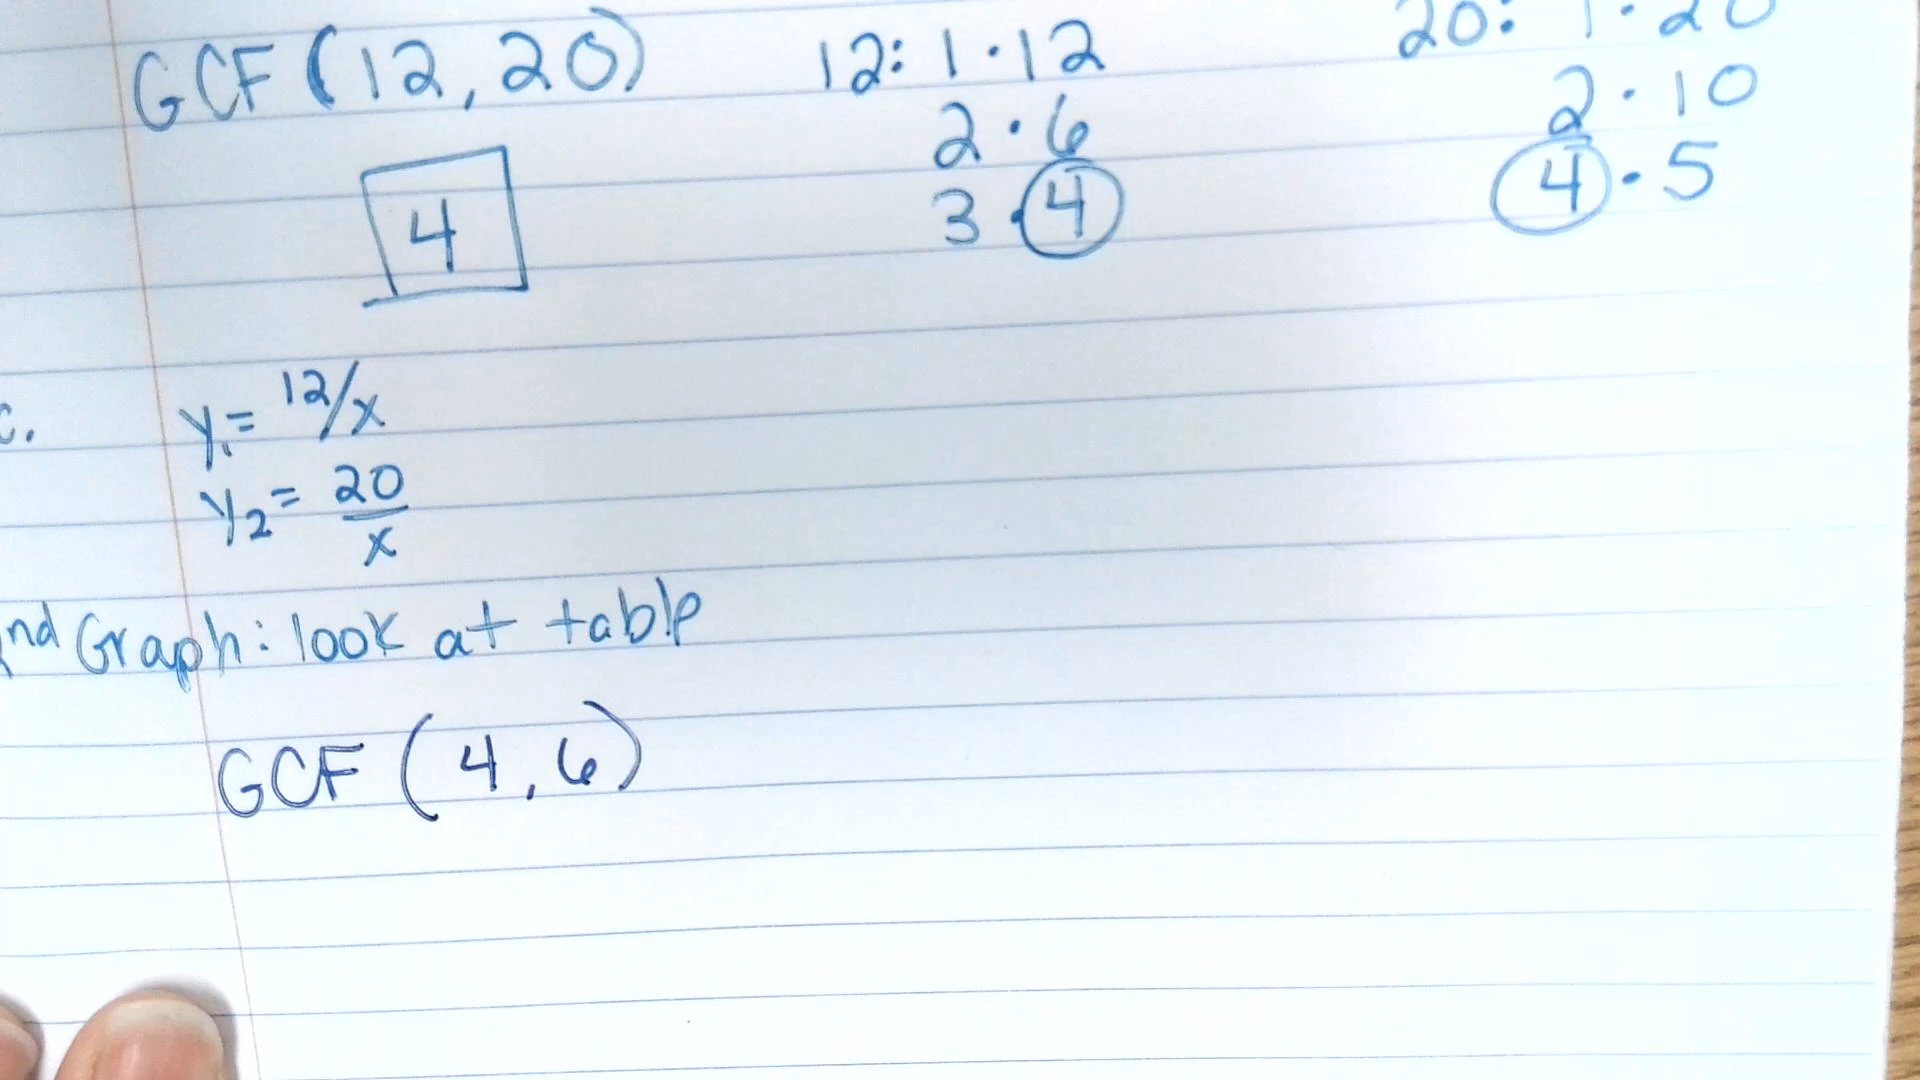 GCF (12, 20)
12: 1 · 12
2 · 6
3 · 4
20: 1 · 20
2 · 10
4 · 5
4
c.
y₁ = 12/x
y₂ = 20/x
nd Graph: look at table
GCF (4, 6)